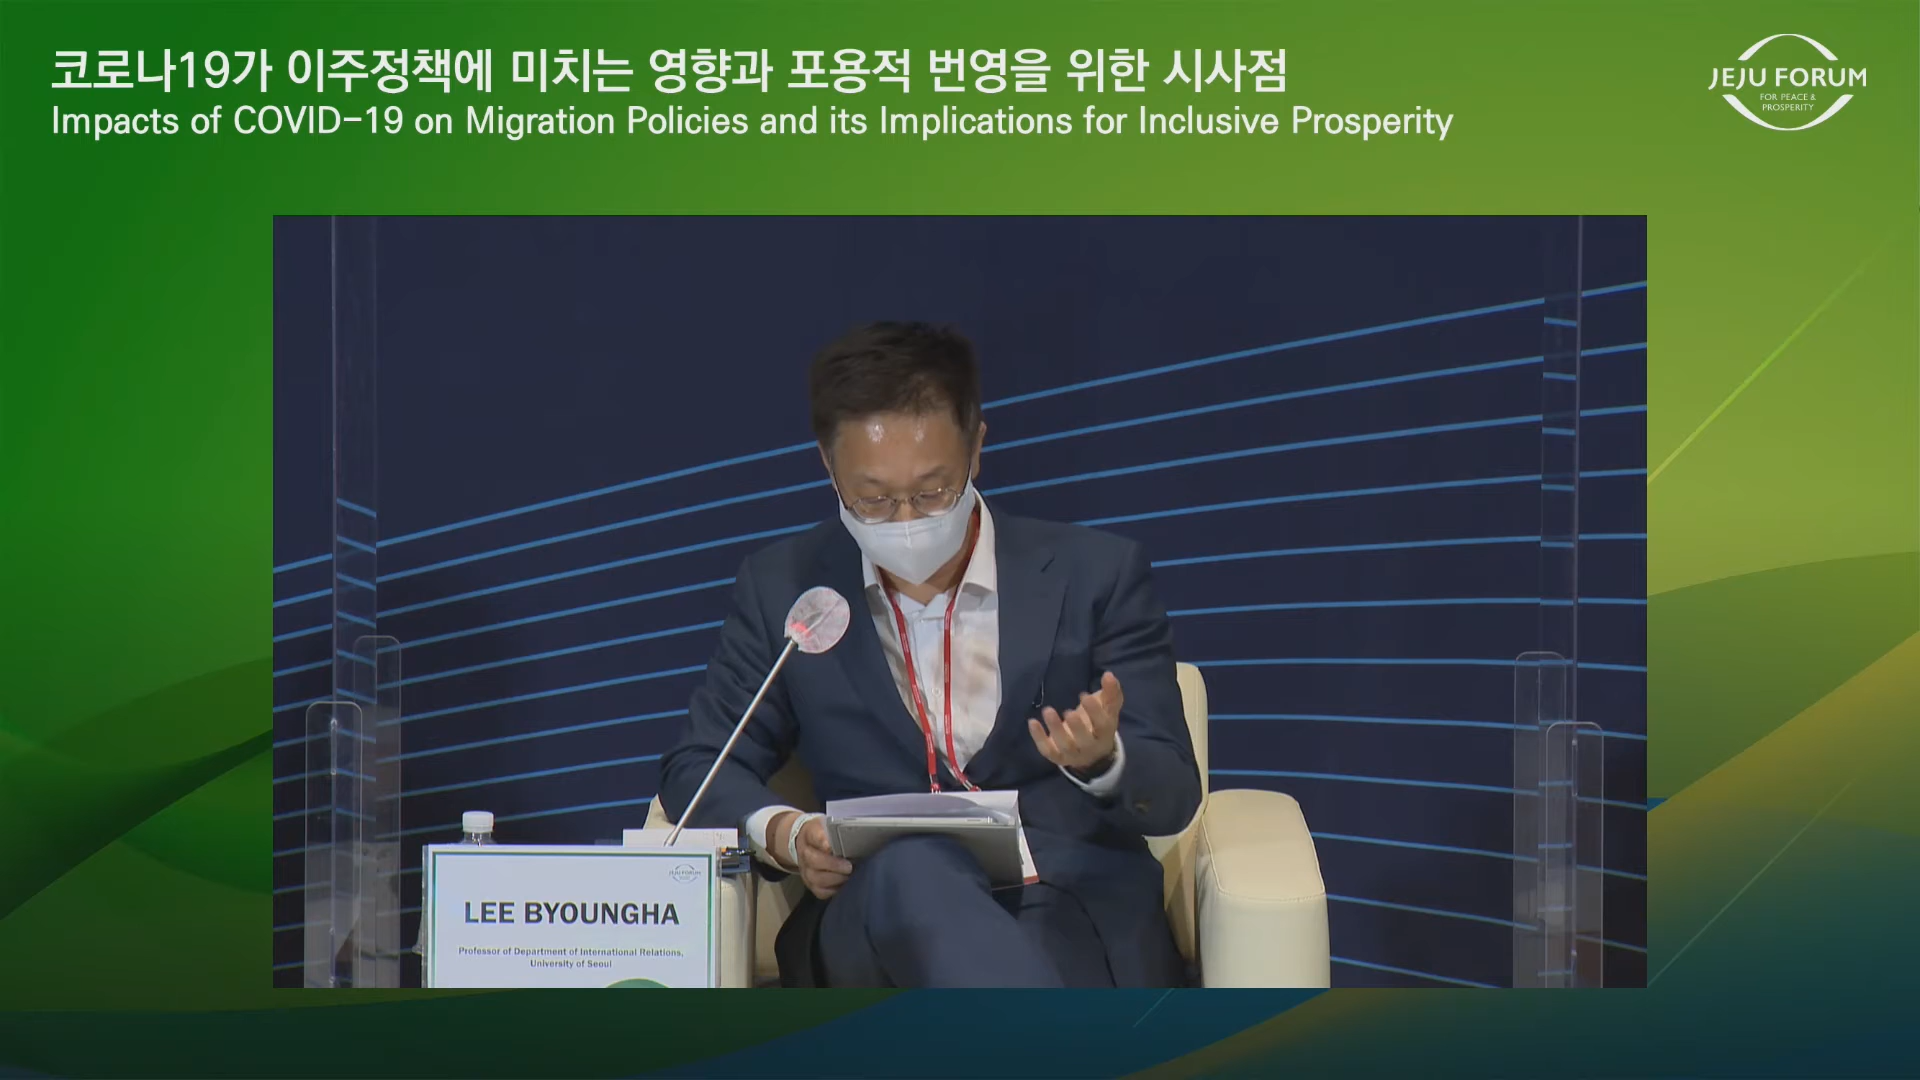 코로나19가 이주정책에 미치는 영향과 포용적 번영을 위한 시사점
Impacts of COVID-19 on Migration Policies and its Implications for Inclusive Prosperity
JEJU FORUM
FOR PEACE &
PROSPERITY
JEJU FORUM
LEE BYOUNGHA
Professor of Department of International Relations,
University of Seoul